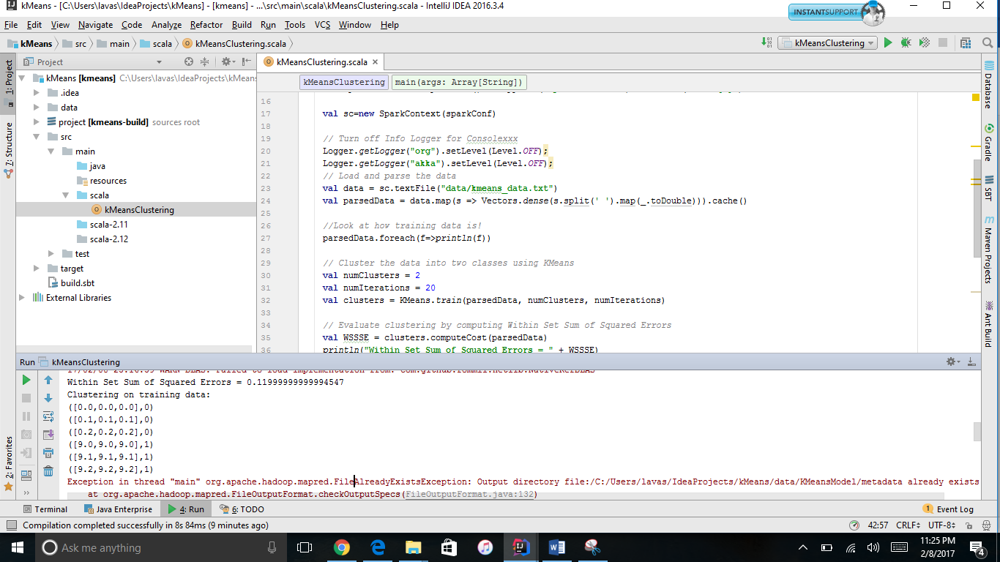 kMeans - [C:\Users\lavas\IdeaProjects\kMeans] - [kmeans] - ...\src\main\scala\kMeansClustering.scala - IntelliJ IDEA 2016.3.4
INSTANTSUPPORT
File Edit View Navigate Code Analyze Refactor Build Run Tools VCS Window Help
kMeans src main scala kMeansClustering.scala
kMeansClustering
Project
kMeansClustering.scala
1: Project
7: Structure
2: Favorites
kMeans [kmeans] C:\Users\lavas\IdeaProjects\kMeans
.idea
data
project [kmeans-build] sources root
src
main
java
resources
scala
kMeansClustering
scala-2.11
scala-2.12
test
target
build.sbt
External Libraries
kMeansClustering main(args: Array[String])
16
17 val sc=new SparkContext(sparkConf)
18
19 // Turn off Info Logger for Consolexxx
20 Logger.getLogger("org").setLevel(Level.OFF);
21 Logger.getLogger("akka").setLevel(Level.OFF);
22 // Load and parse the data
23 val data = sc.textFile("data/kmeans_data.txt")
24 val parsedData = data.map(s => Vectors.dense(s.split(' ').map(_.toDouble))).cache()
25
26 //Look at how training data is!
27 parsedData.foreach(f=>println(f))
28
29 // Cluster the data into two classes using KMeans
30 val numClusters = 2
31 val numIterations = 20
32 val clusters = KMeans.train(parsedData, numClusters, numIterations)
33
34 // Evaluate clustering by computing Within Set Sum of Squared Errors
35 val WSSSE = clusters.computeCost(parsedData)
36 println("Within Set Sum of Squared Errors = " + WSSSE)
Database
Gradle
SBT
Maven Projects
Ant Build
Run kMeansClustering
WARN BLAS: Failed to load implementation from: com.github.fommil.netlib.NativeRefBLAS
Within Set Sum of Squared Errors = 0.11999999999994547
Clustering on training data:
([0.0,0.0,0.0],0)
([0.1,0.1,0.1],0)
([0.2,0.2,0.2],0)
([9.0,9.0,9.0],1)
([9.1,9.1,9.1],1)
([9.2,9.2,9.2],1)
Exception in thread "main" org.apache.hadoop.mapred.FileAlreadyExistsException: Output directory file:/C:/Users/lavas/IdeaProjects/kMeans/data/KMeansModel/metadata already exists
at org.apache.hadoop.mapred.FileOutputFormat.checkOutputSpecs(FileOutputFormat.java:132)
Terminal Java Enterprise 4: Run 6: TODO 1 Event Log
Compilation completed successfully in 8s 84ms (9 minutes ago) 42:57 CRLF UTF-8
Ask me anything
11:25 PM
2/8/2017
4